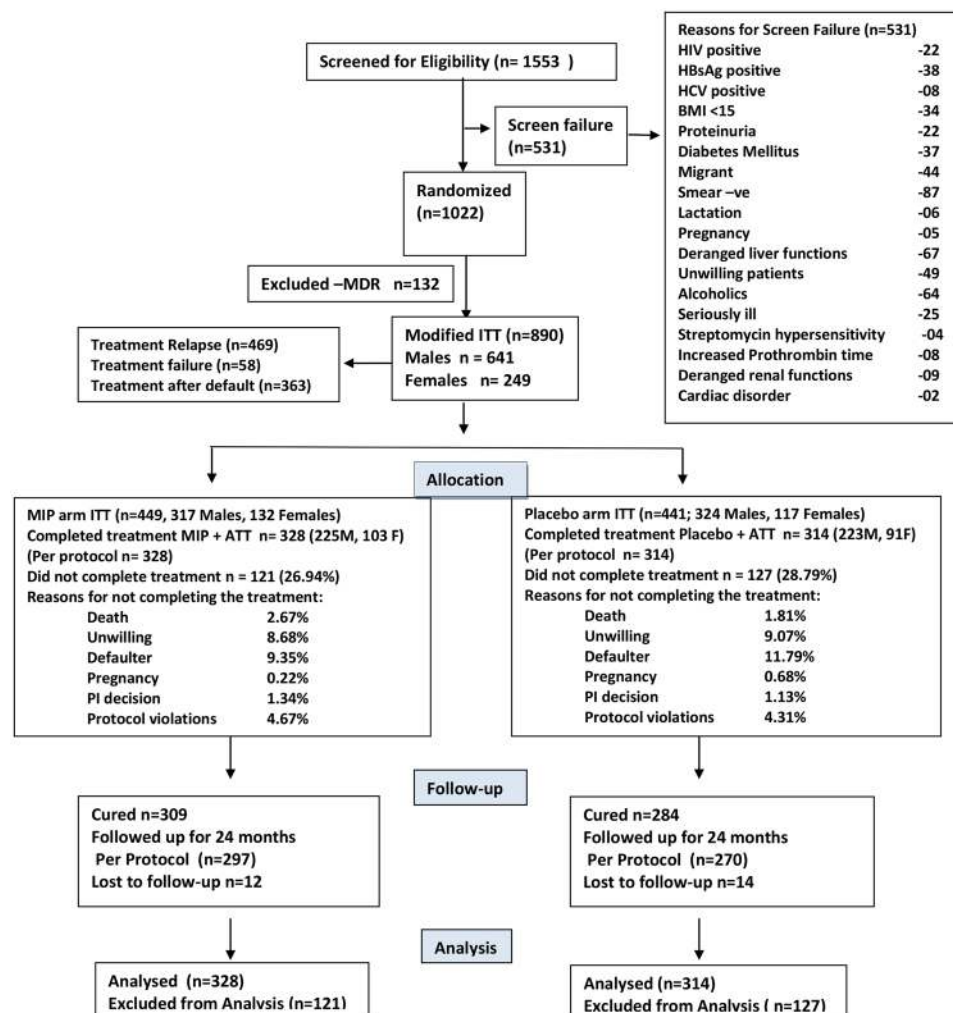 Screened for Eligibility (n= 1553 )
Reasons for Screen Failure (n=531)
HIV positive -22
HBsAg positive -38
HCV positive -08
BMI <15 -34
Proteinuria -22
Diabetes Mellitus -37
Migrant -44
Smear –ve -87
Lactation -06
Pregnancy -05
Deranged liver functions -67
Unwilling patients -49
Alcoholics -64
Seriously ill -25
Streptomycin hypersensitivity -04
Increased Prothrombin time -08
Deranged renal functions -09
Cardiac disorder -02
Screen failure
(n=531)
Randomized
(n=1022)
Excluded –MDR n=132
Modified ITT (n=890)
Males n = 641
Females n= 249
Treatment Relapse (n=469)
Treatment failure (n=58)
Treatment after default (n=363)
Allocation
MIP arm ITT (n=449, 317 Males, 132 Females)
Completed treatment MIP + ATT n= 328 (225M, 103 F)
(Per protocol n= 328)
Did not complete treatment n = 121 (26.94%)
Reasons for not completing the treatment:
Death 2.67%
Unwilling 8.68%
Defaulter 9.35%
Pregnancy 0.22%
PI decision 1.34%
Protocol violations 4.67%
Placebo arm ITT (n=441; 324 Males, 117 Females)
Completed treatment Placebo + ATT n= 314 (223M, 91F)
(Per protocol n= 314)
Did not complete treatment n = 127 (28.79%)
Reasons for not completing the treatment:
Death 1.81%
Unwilling 9.07%
Defaulter 11.79%
Pregnancy 0.68%
PI decision 1.13%
Protocol violations 4.31%
Follow-up
Cured n=309
Followed up for 24 months
Per Protocol (n=297)
Lost to follow-up n=12
Cured n=284
Followed up for 24 months
Per Protocol (n=270)
Lost to follow-up n=14
Analysis
Analysed (n=328)
Excluded from Analysis (n=121)
Analysed (n=314)
Excluded from Analysis ( n=127)